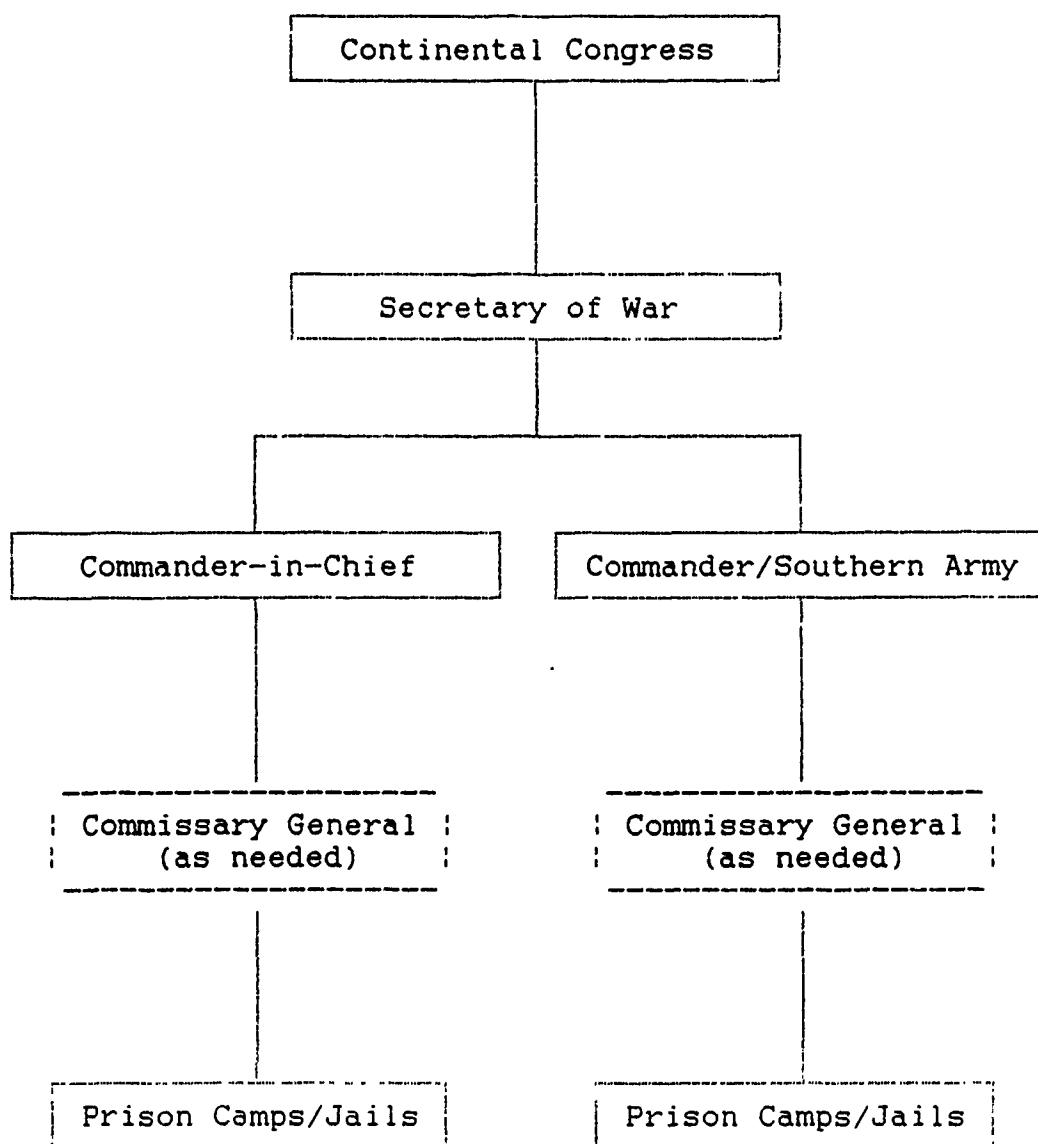 Continental Congress
Secretary of War
Commander-in-Chief
Commander/Southern Army
Commissary General
(as needed)
Commissary General
(as needed)
Prison Camps/Jails
Prison Camps/Jails